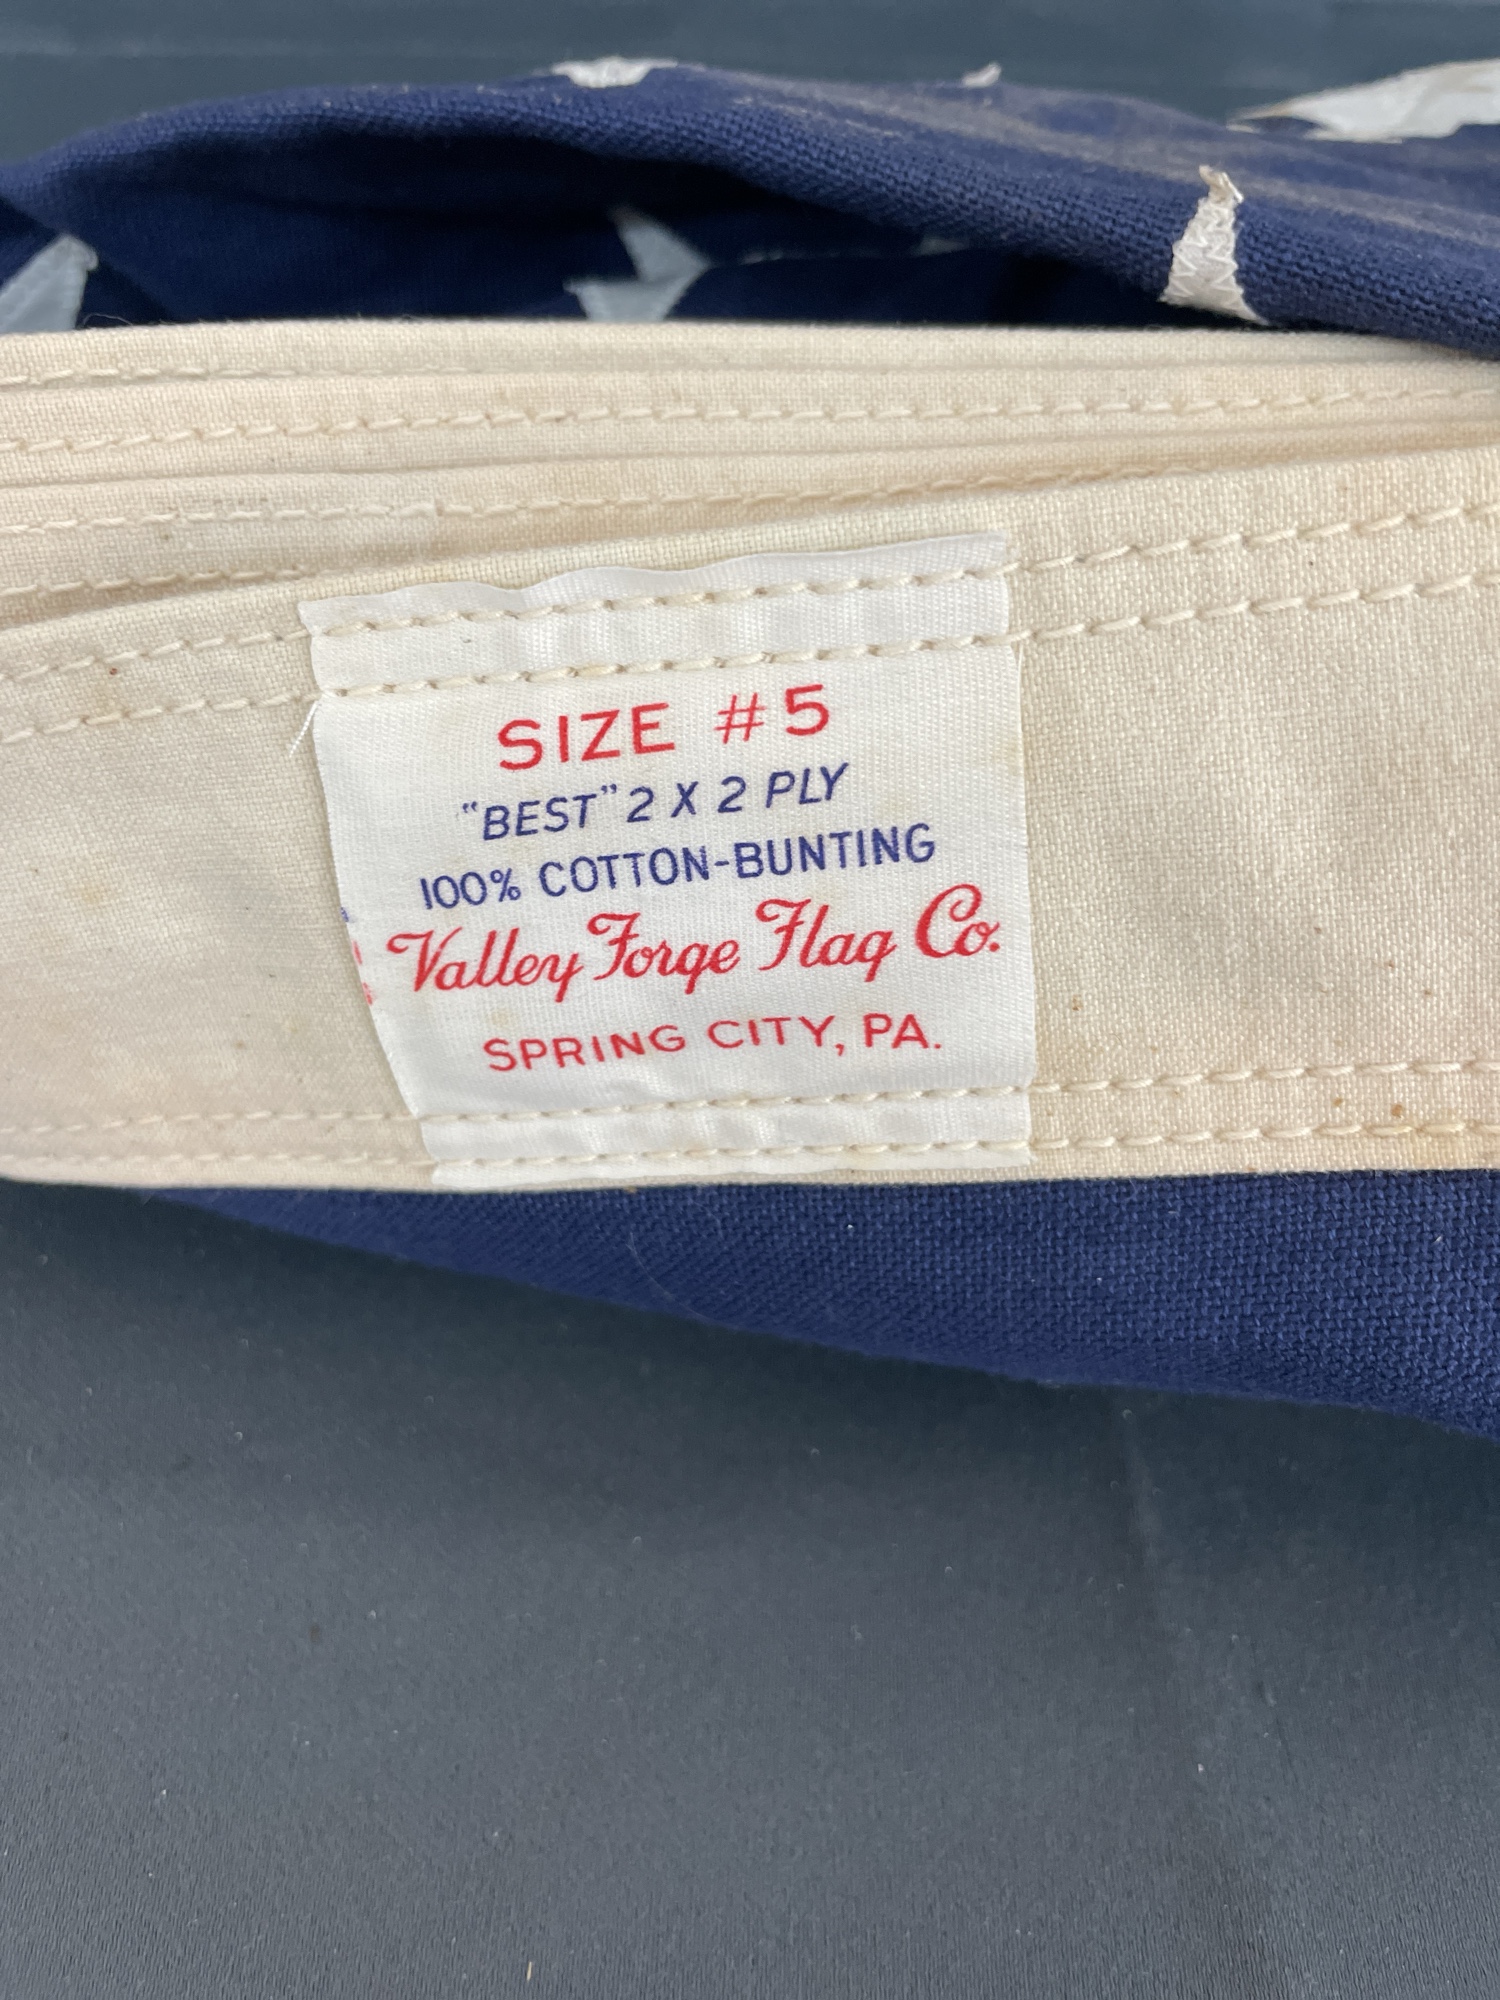 SIZE #5
“BEST” 2 X 2 PLY
100% COTTON-BUNTING
Valley Forge Flag Co.
SPRING CITY, PA.